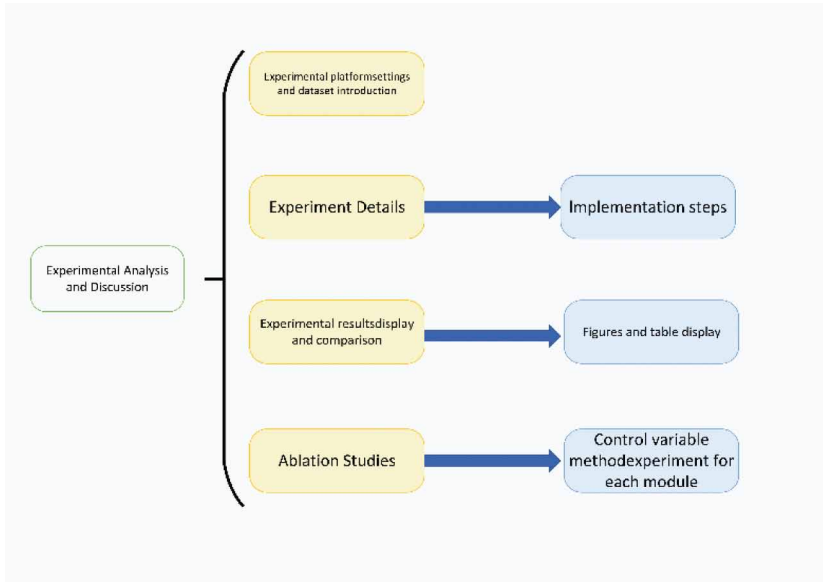 Experimental platformsettings
and dataset introduction
Experiment Details
Implementation steps
Experimental Analysis
and Discussion
Experimental resultsdisplay
and comparison
Figures and table display
Ablation Studies
Control variable
methodexperiment for
each module